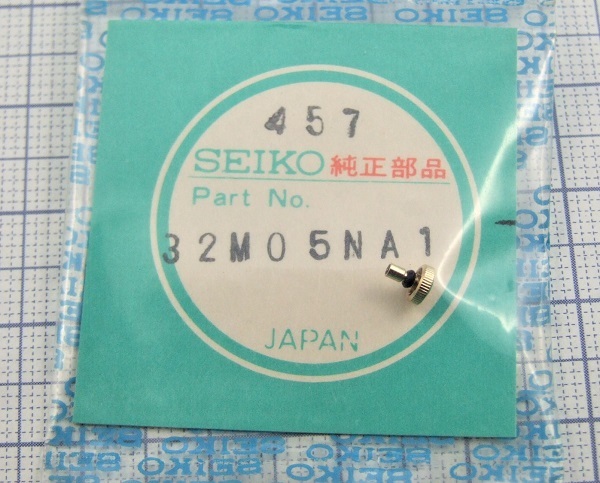 457
SEIKO 純正部品
Part No.
32M05NA1
JAPAN